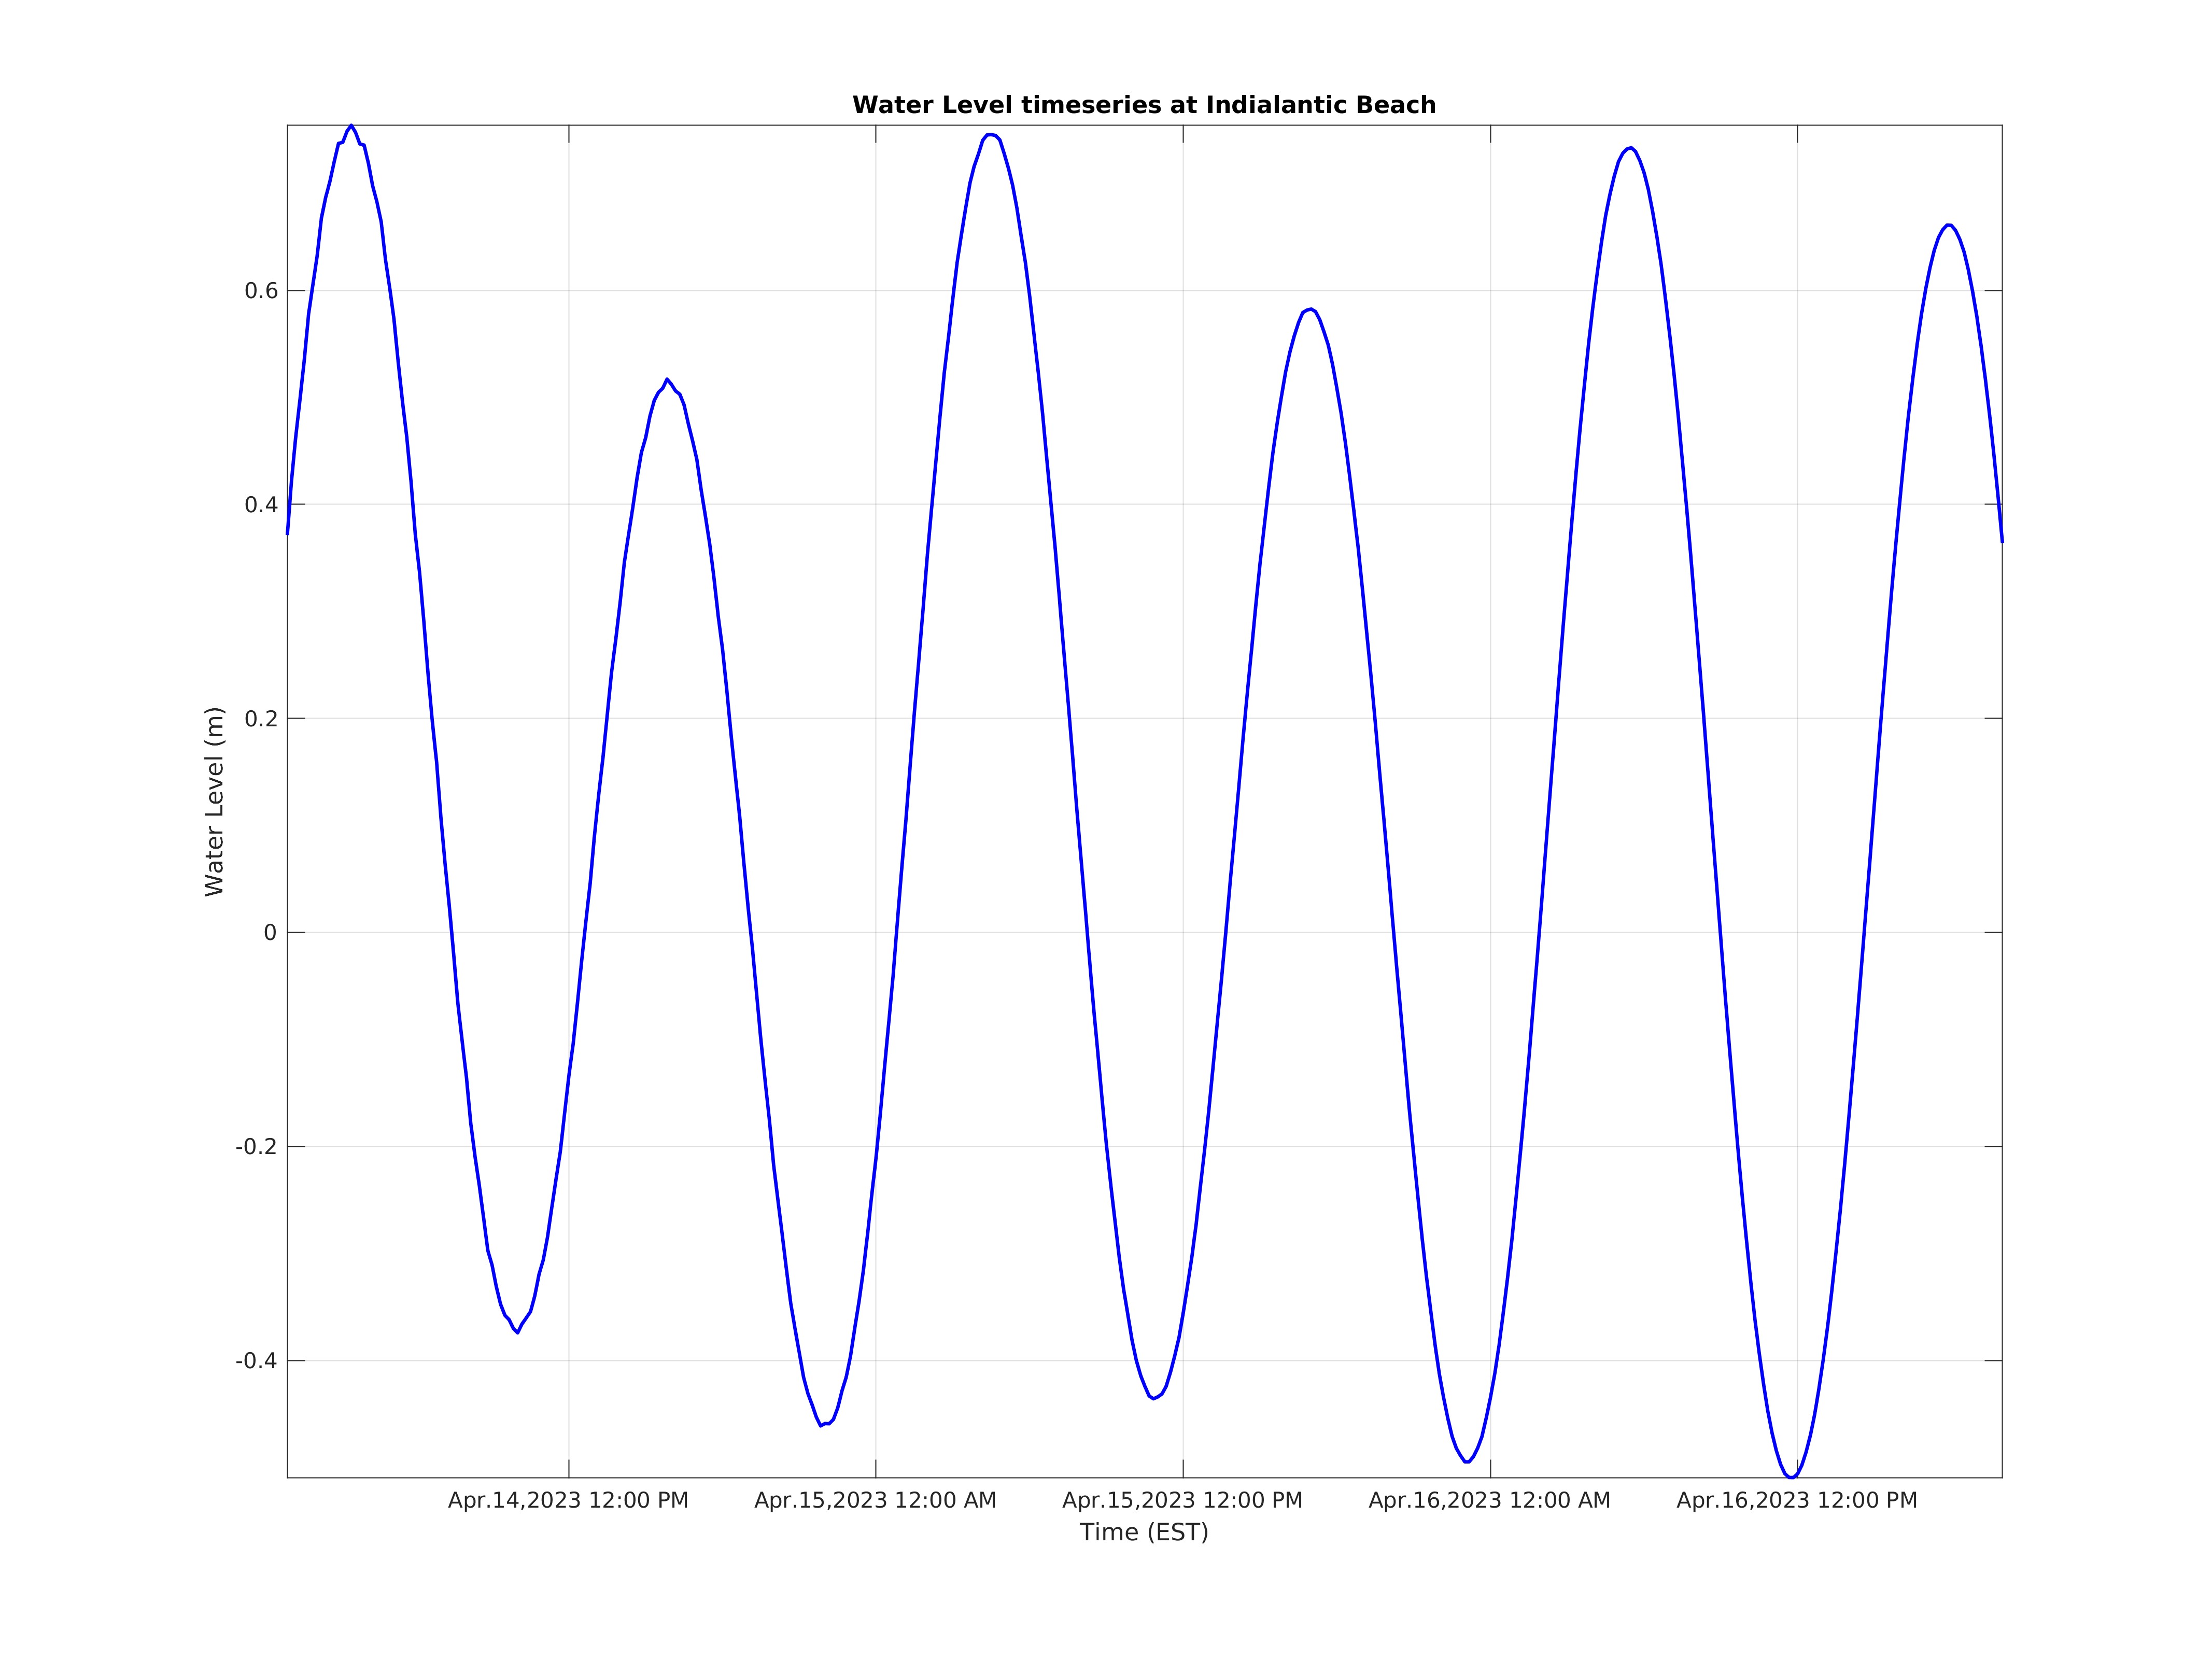 Water Level timeseries at Indialantic Beach
0.6
0.4
0.2
0
-0.2
-0.4
Water Level (m)
Apr.14,2023 12:00 PM
Apr.15,2023 12:00 AM
Apr.15,2023 12:00 PM
Apr.16,2023 12:00 AM
Apr.16,2023 12:00 PM
Time (EST)